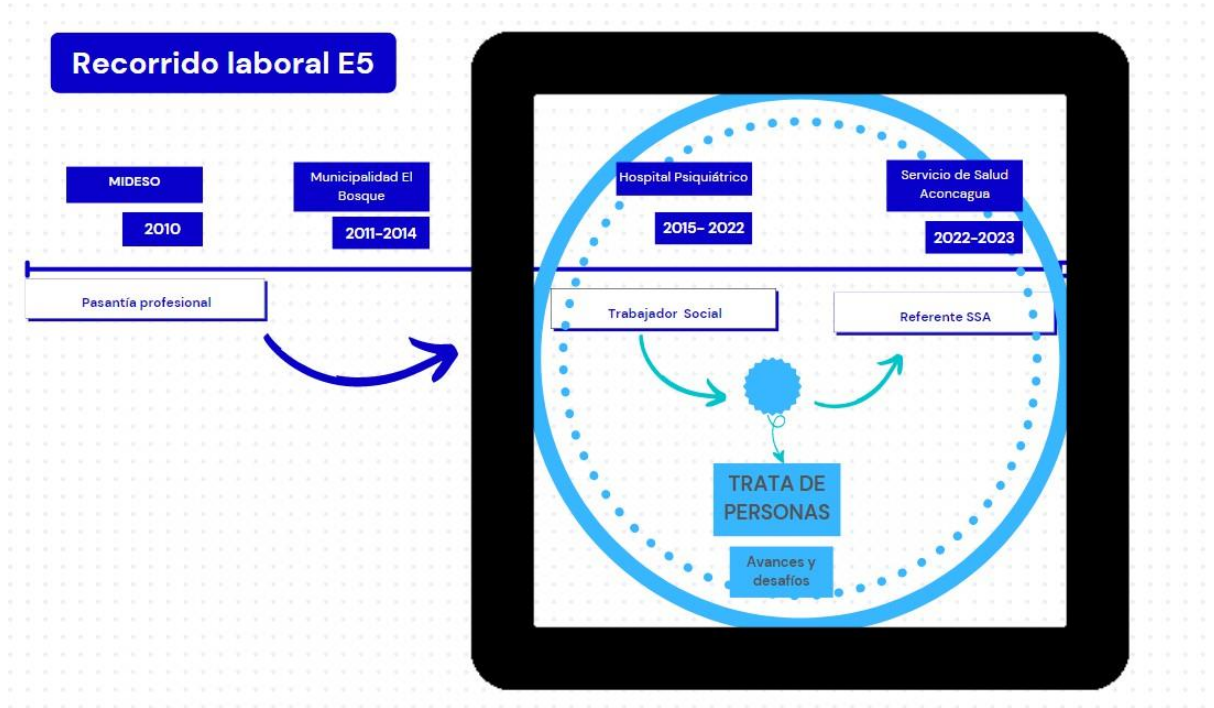 Recorrido laboral E5
MIDESO
2010
Municipalidad El
Bosque
2011-2014
Hospital Psiquiátrico
2015- 2022
Servicio de Salud
Aconcagua
2022-2023
Pasantía profesional
Trabajador Social
Referente SSA
TRATA DE
PERSONAS
Avances y
desafíos